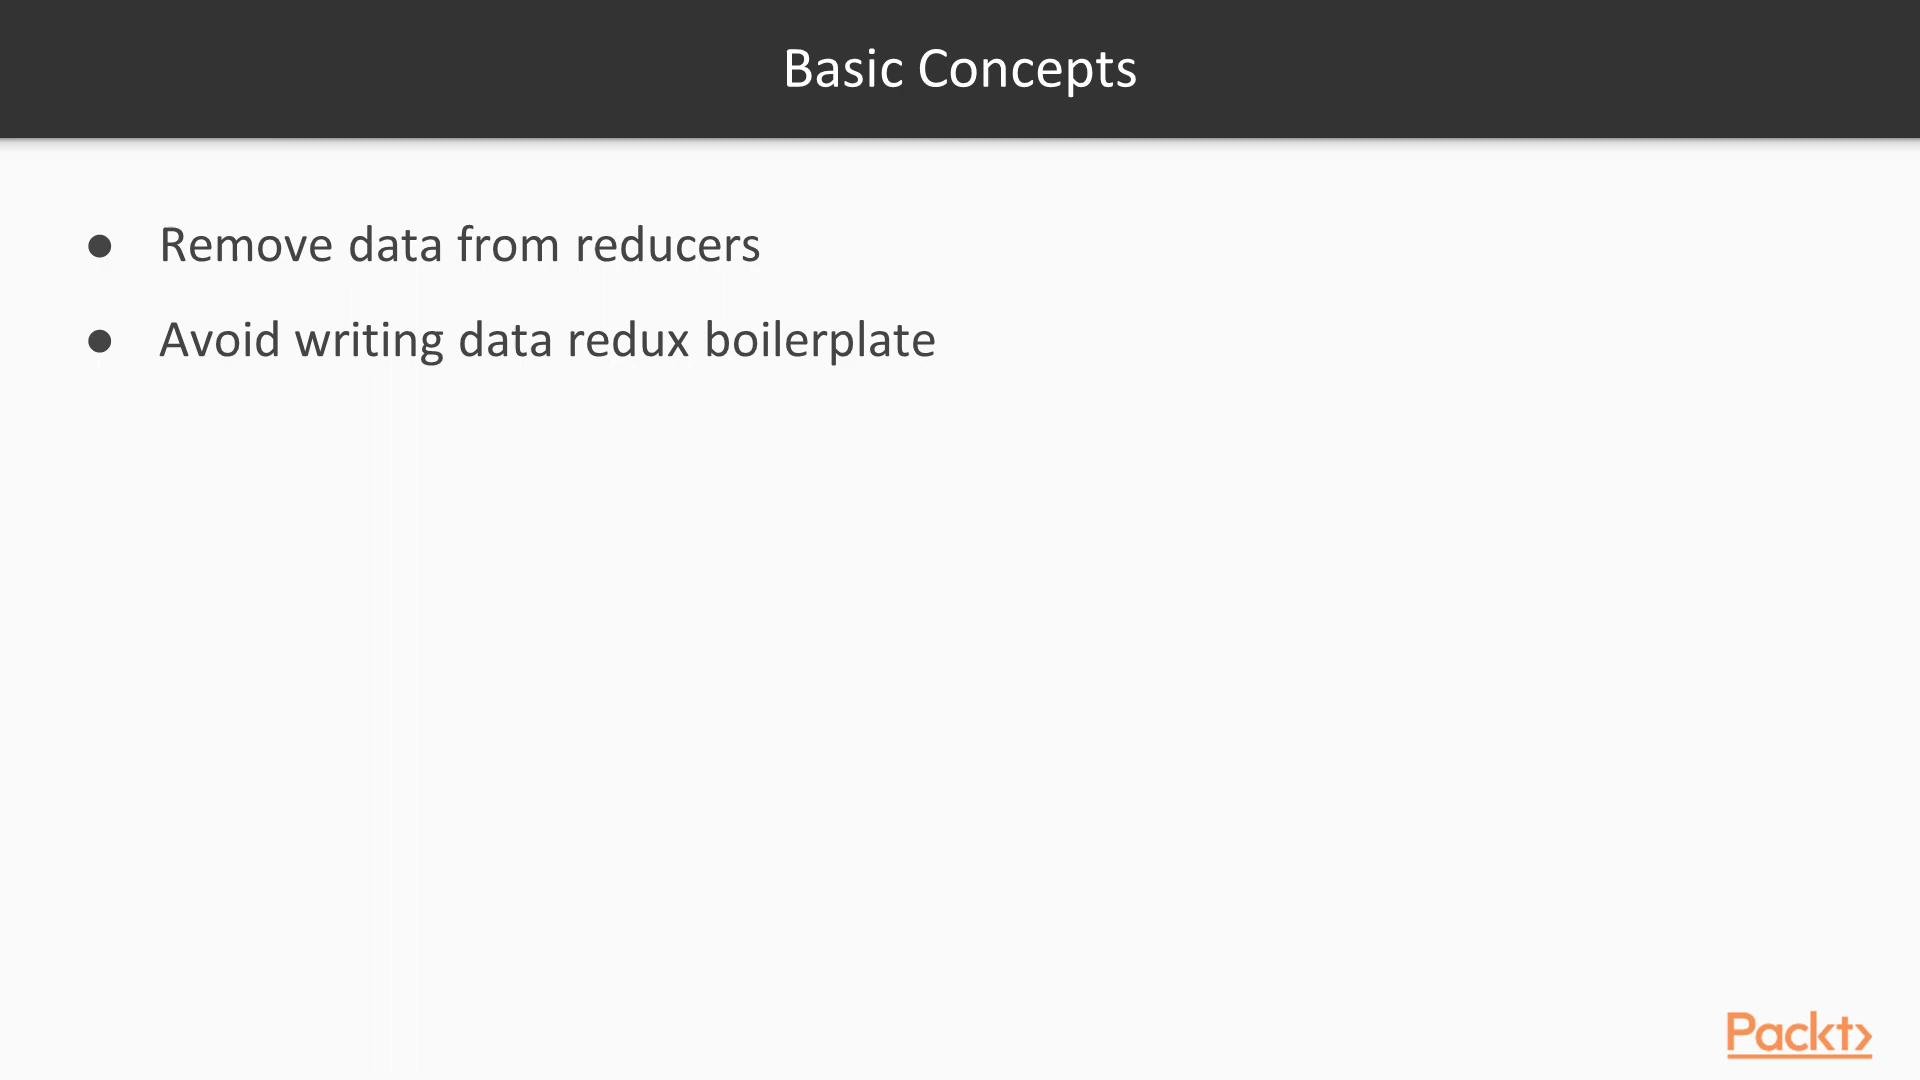 Basic Concepts
● Remove data from reducers
● Avoid writing data redux boilerplate
Packt>